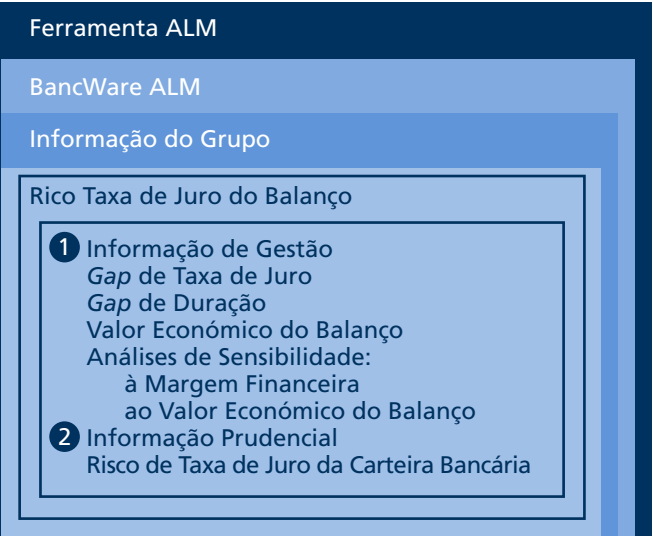 Ferramenta ALM
BancWare ALM
Informação do Grupo
Rico Taxa de Juro do Balanço
1 Informação de Gestão
Gap de Taxa de Juro
Gap de Duração
Valor Económico do Balanço
Análises de Sensibilidade:
à Margem Financeira
ao Valor Económico do Balanço
2 Informação Prudencial
Risco de Taxa de Juro da Carteira Bancária